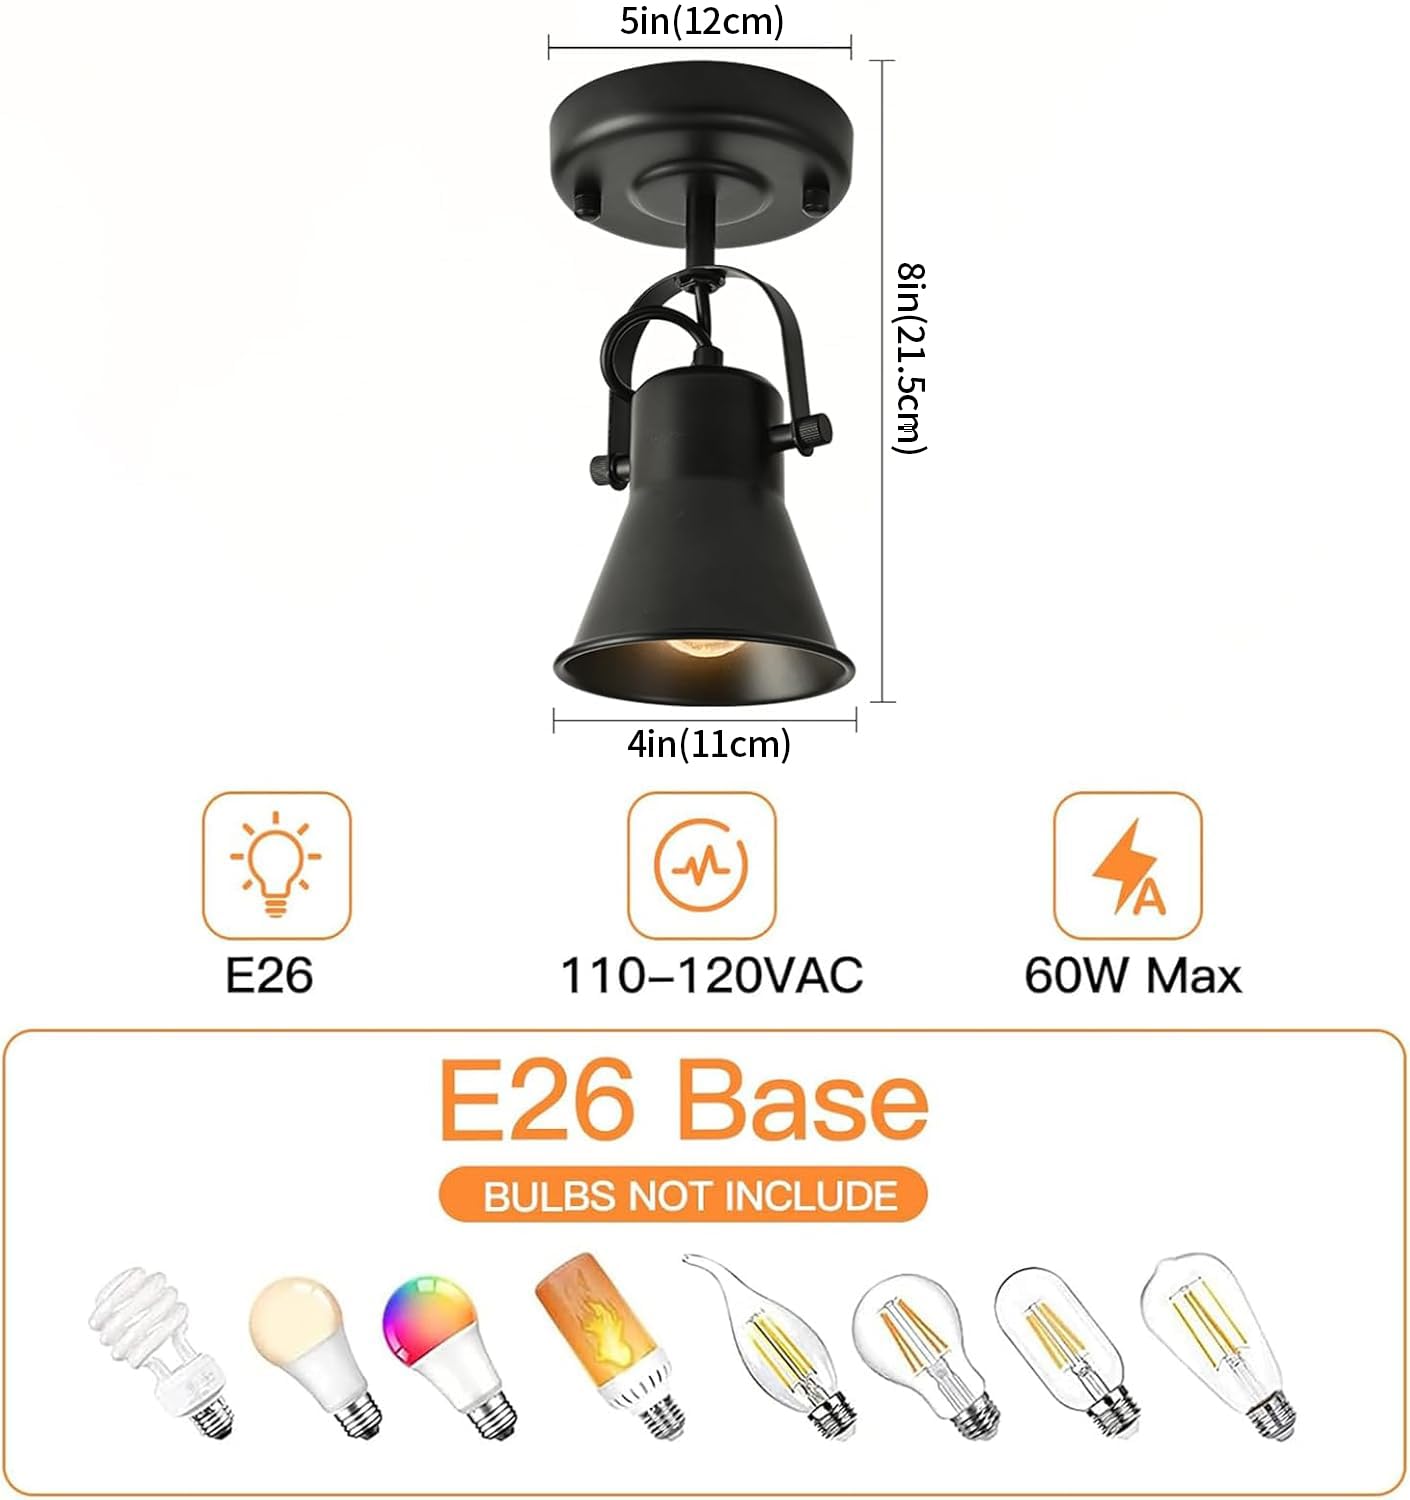 5in(12cm)
8in(21.5cm)
4in(11cm)
A
E26
110-120VAC
60W Max
E26 Base
BULBS NOT INCLUDE